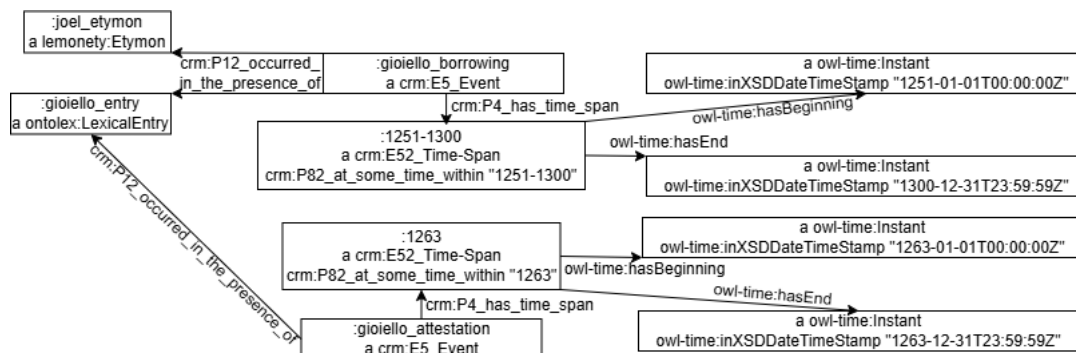 :joel_etymon
a lemonety:Etymon
crm:P12_occurred_
in_the_presence_of
:gioiello_borrowing
a crm:E5_Event
a owl-time:Instant
owl-time:inXSDDateTimeStamp "1251-01-01T00:00:00Z"
:gioiello_entry
a ontolex:LexicalEntry
crm:P4_has_time_span
owl-time:hasBeginning
:1251-1300
a crm:E52_Time-Span
crm:P82_at_some_time_within "1251-1300"
owl-time:hasEnd
a owl-time:Instant
owl-time:inXSDDateTimeStamp "1300-12-31T23:59:59Z"
crm:P12_occurred_in_the_presence_of
:1263
a crm:E52_Time-Span
crm:P82_at_some_time_within "1263"
a owl-time:Instant
owl-time:inXSDDateTimeStamp "1263-01-01T00:00:00Z"
owl-time:hasBeginning
owl-time:hasEnd
crm:P4_has_time_span
:gioiello_attestation
a crm:E5_Event
a owl-time:Instant
owl-time:inXSDDateTimeStamp "1263-12-31T23:59:59Z"